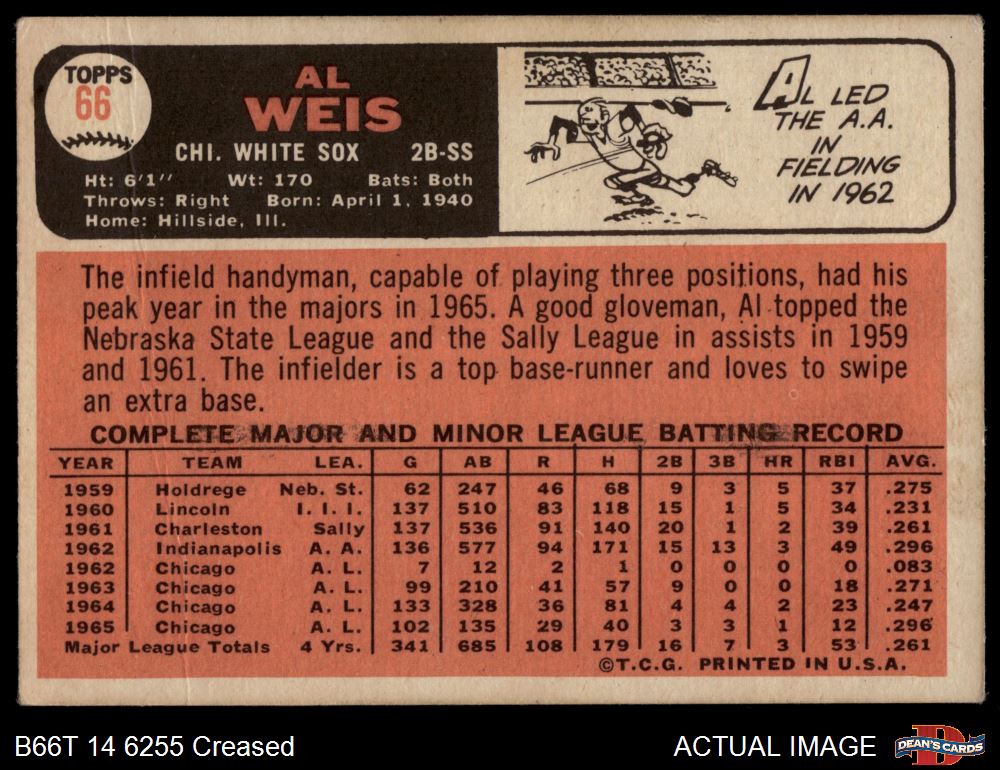 TOPPS
66
AL
WEIS
CHI. WHITE SOX 2B-SS
Ht: 6'1" Wt: 170 Bats: Both
Throws: Right Born: April 1, 1940
Home: Hillside, Ill.
AL LED
THE A.A.
IN
FIELDING
IN 1962
The infield handyman, capable of playing three positions, had his
peak year in the majors in 1965. A good gloveman, Al topped the
Nebraska State League and the Sally League in assists in 1959
and 1961. The infielder is a top base-runner and loves to swipe
an extra base.
COMPLETE MAJOR AND MINOR LEAGUE BATTING RECORD
YEAR TEAM LEA. G AB R H 2B 3B HR RBI AVG.
1959 Holdrege Neb. St. 62 247 46 68 9 3 5 37 .275
1960 Lincoln I. I. I. 137 510 83 118 15 1 5 34 .231
1961 Charleston Sally 137 536 91 140 20 1 2 39 .261
1962 Indianapolis A. A. 136 577 94 171 15 13 3 49 .296
1962 Chicago A. L. 7 12 2 1 0 0 0 0 .083
1963 Chicago A. L. 99 210 41 57 9 0 0 18 .271
1964 Chicago A. L. 133 328 36 81 4 4 2 23 .247
1965 Chicago A. L. 102 135 29 40 3 3 1 12 .296
Major League Totals 4 Yrs. 341 685 108 179 16 7 3 53 .261
©T.C.G. PRINTED IN U.S.A.
B66T 14 6255 Creased
ACTUAL IMAGE
DEAN'S CARDS